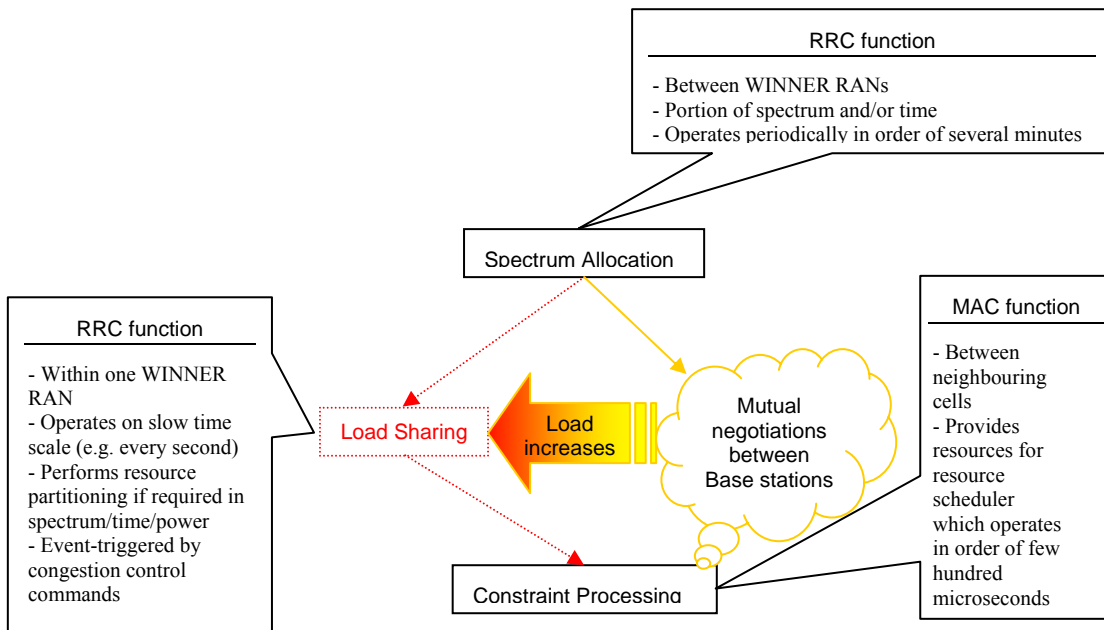 RRC function
- Between WINNER RANs
- Portion of spectrum and/or time
- Operates periodically in order of several minutes
Spectrum Allocation
RRC function
- Within one WINNER
RAN
- Operates on slow time
scale (e.g. every second)
- Performs resource
partitioning if required in
spectrum/time/power
- Event-triggered by
congestion control
commands
Load Sharing
Load
increases
Mutual
negotiations
between
Base stations
MAC function
- Between
neighbouring
cells
- Provides
resources for
resource
scheduler
which operates
in order of few
hundred
microseconds
Constraint Processing